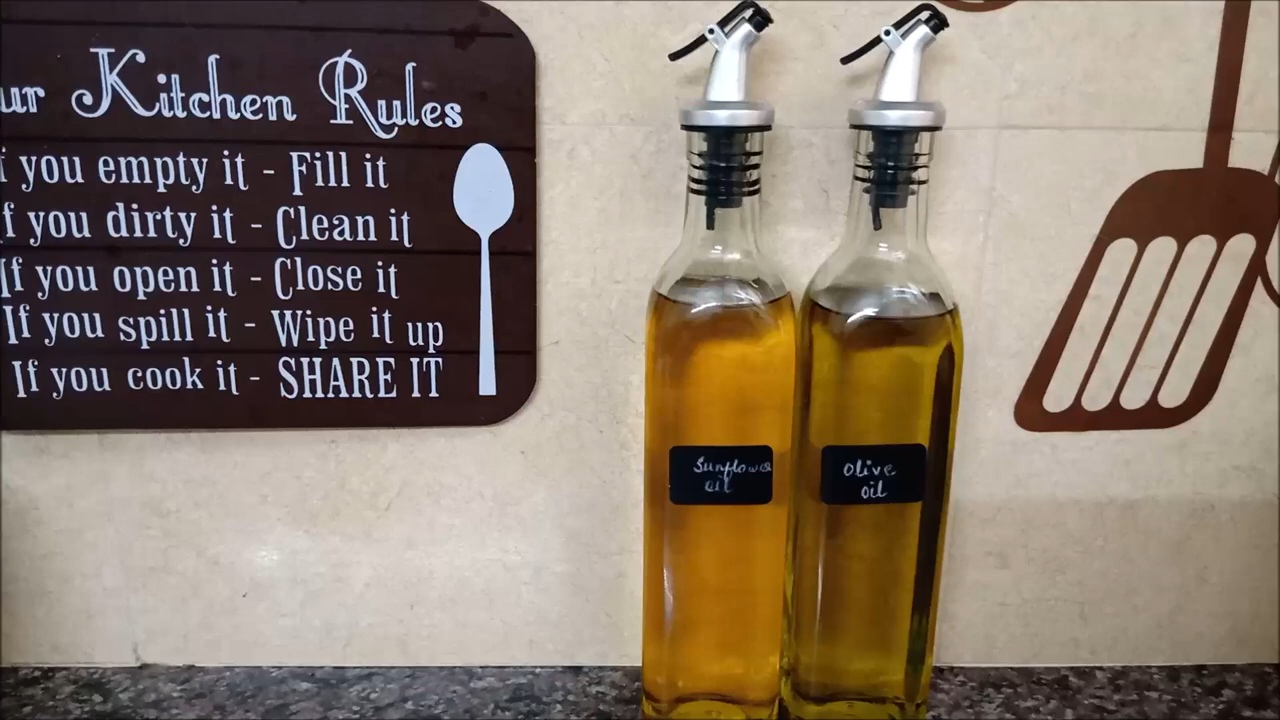 ur Kitchen Rules
f you empty it - Fill it
f you dirty it - Clean it
If you open it - Close it
If you spill it - Wipe it up
If you cook it - SHARE IT
Sunflower
oil
olive
oil